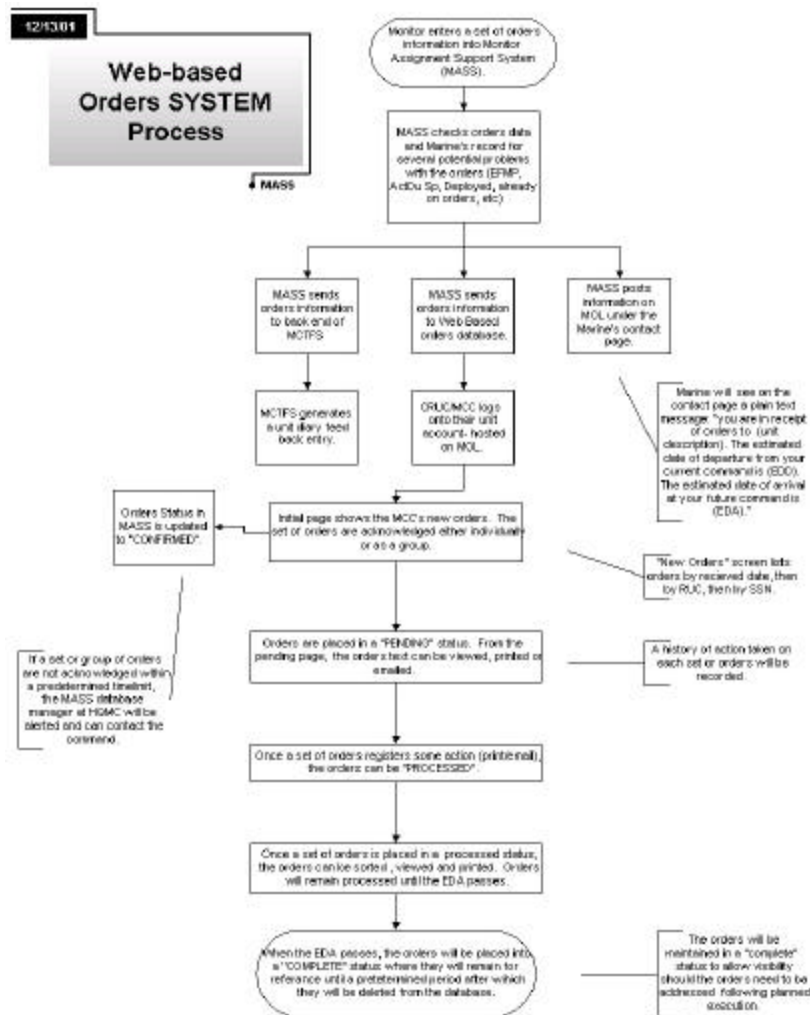 12/13/01
Web-based
Orders SYSTEM
Process
MASS
Monitor enters a set of orders
information into Monitor
Assignment Support System
(MASS).
MASS checks orders data
and Marine's record for
several potential problems
with the orders (EFMP,
ActDu Sp, Deployed, already
on orders, etc)
MASS sends
orders information
to back end of
MCTFS
MASS sends
orders information
to Web Based
orders database.
MASS posts
information on
MOL under the
Marine's contact
page.
MCTFS generates
a unit diary feed
back entry.
CRUC/MCC logs
onto their unit
account- hosted
on MOL.
Marine will see on the
contact page a plain text
message: "you are in receipt
of orders to (unit
description). The estimated
date of departure from your
current command is (EDD).
The estimated date of arrival
at your future command is
(EDA)."
Orders Status in
MASS is updated
to "CONFIRMED".
Initial page shows the MCC's new orders. The
set of orders are acknowledged either individually
or as a group.
"New Orders" screen lists
orders by recieved date, then
by RUC, then by SSN.
If a set or group of orders
are not acknowledged within
a predetermined timelimit,
the MASS database
manager at HQMC will be
alerted and can contact the
command.
Orders are placed in a "PENDING" status. From the
pending page, the orders text can be viewed, printed or
emailed.
A history of action taken on
each set or orders will be
recorded.
Once a set of orders registers some action (print/email),
the orders can be "PROCESSED".
Once a set of orders is placed in a processed status,
the orders can be sorted , viewed and printed. Orders
will remain processed until the EDA passes.
When the EDA passes, the orders will be placed into
a "COMPLETE" status where they will remain for
reference until a pretetermined period after which
they will be deleted from the database.
The orders will be
maintained in a "complete"
status to allow visibility
should the orders need to be
addressed following planned
execution.